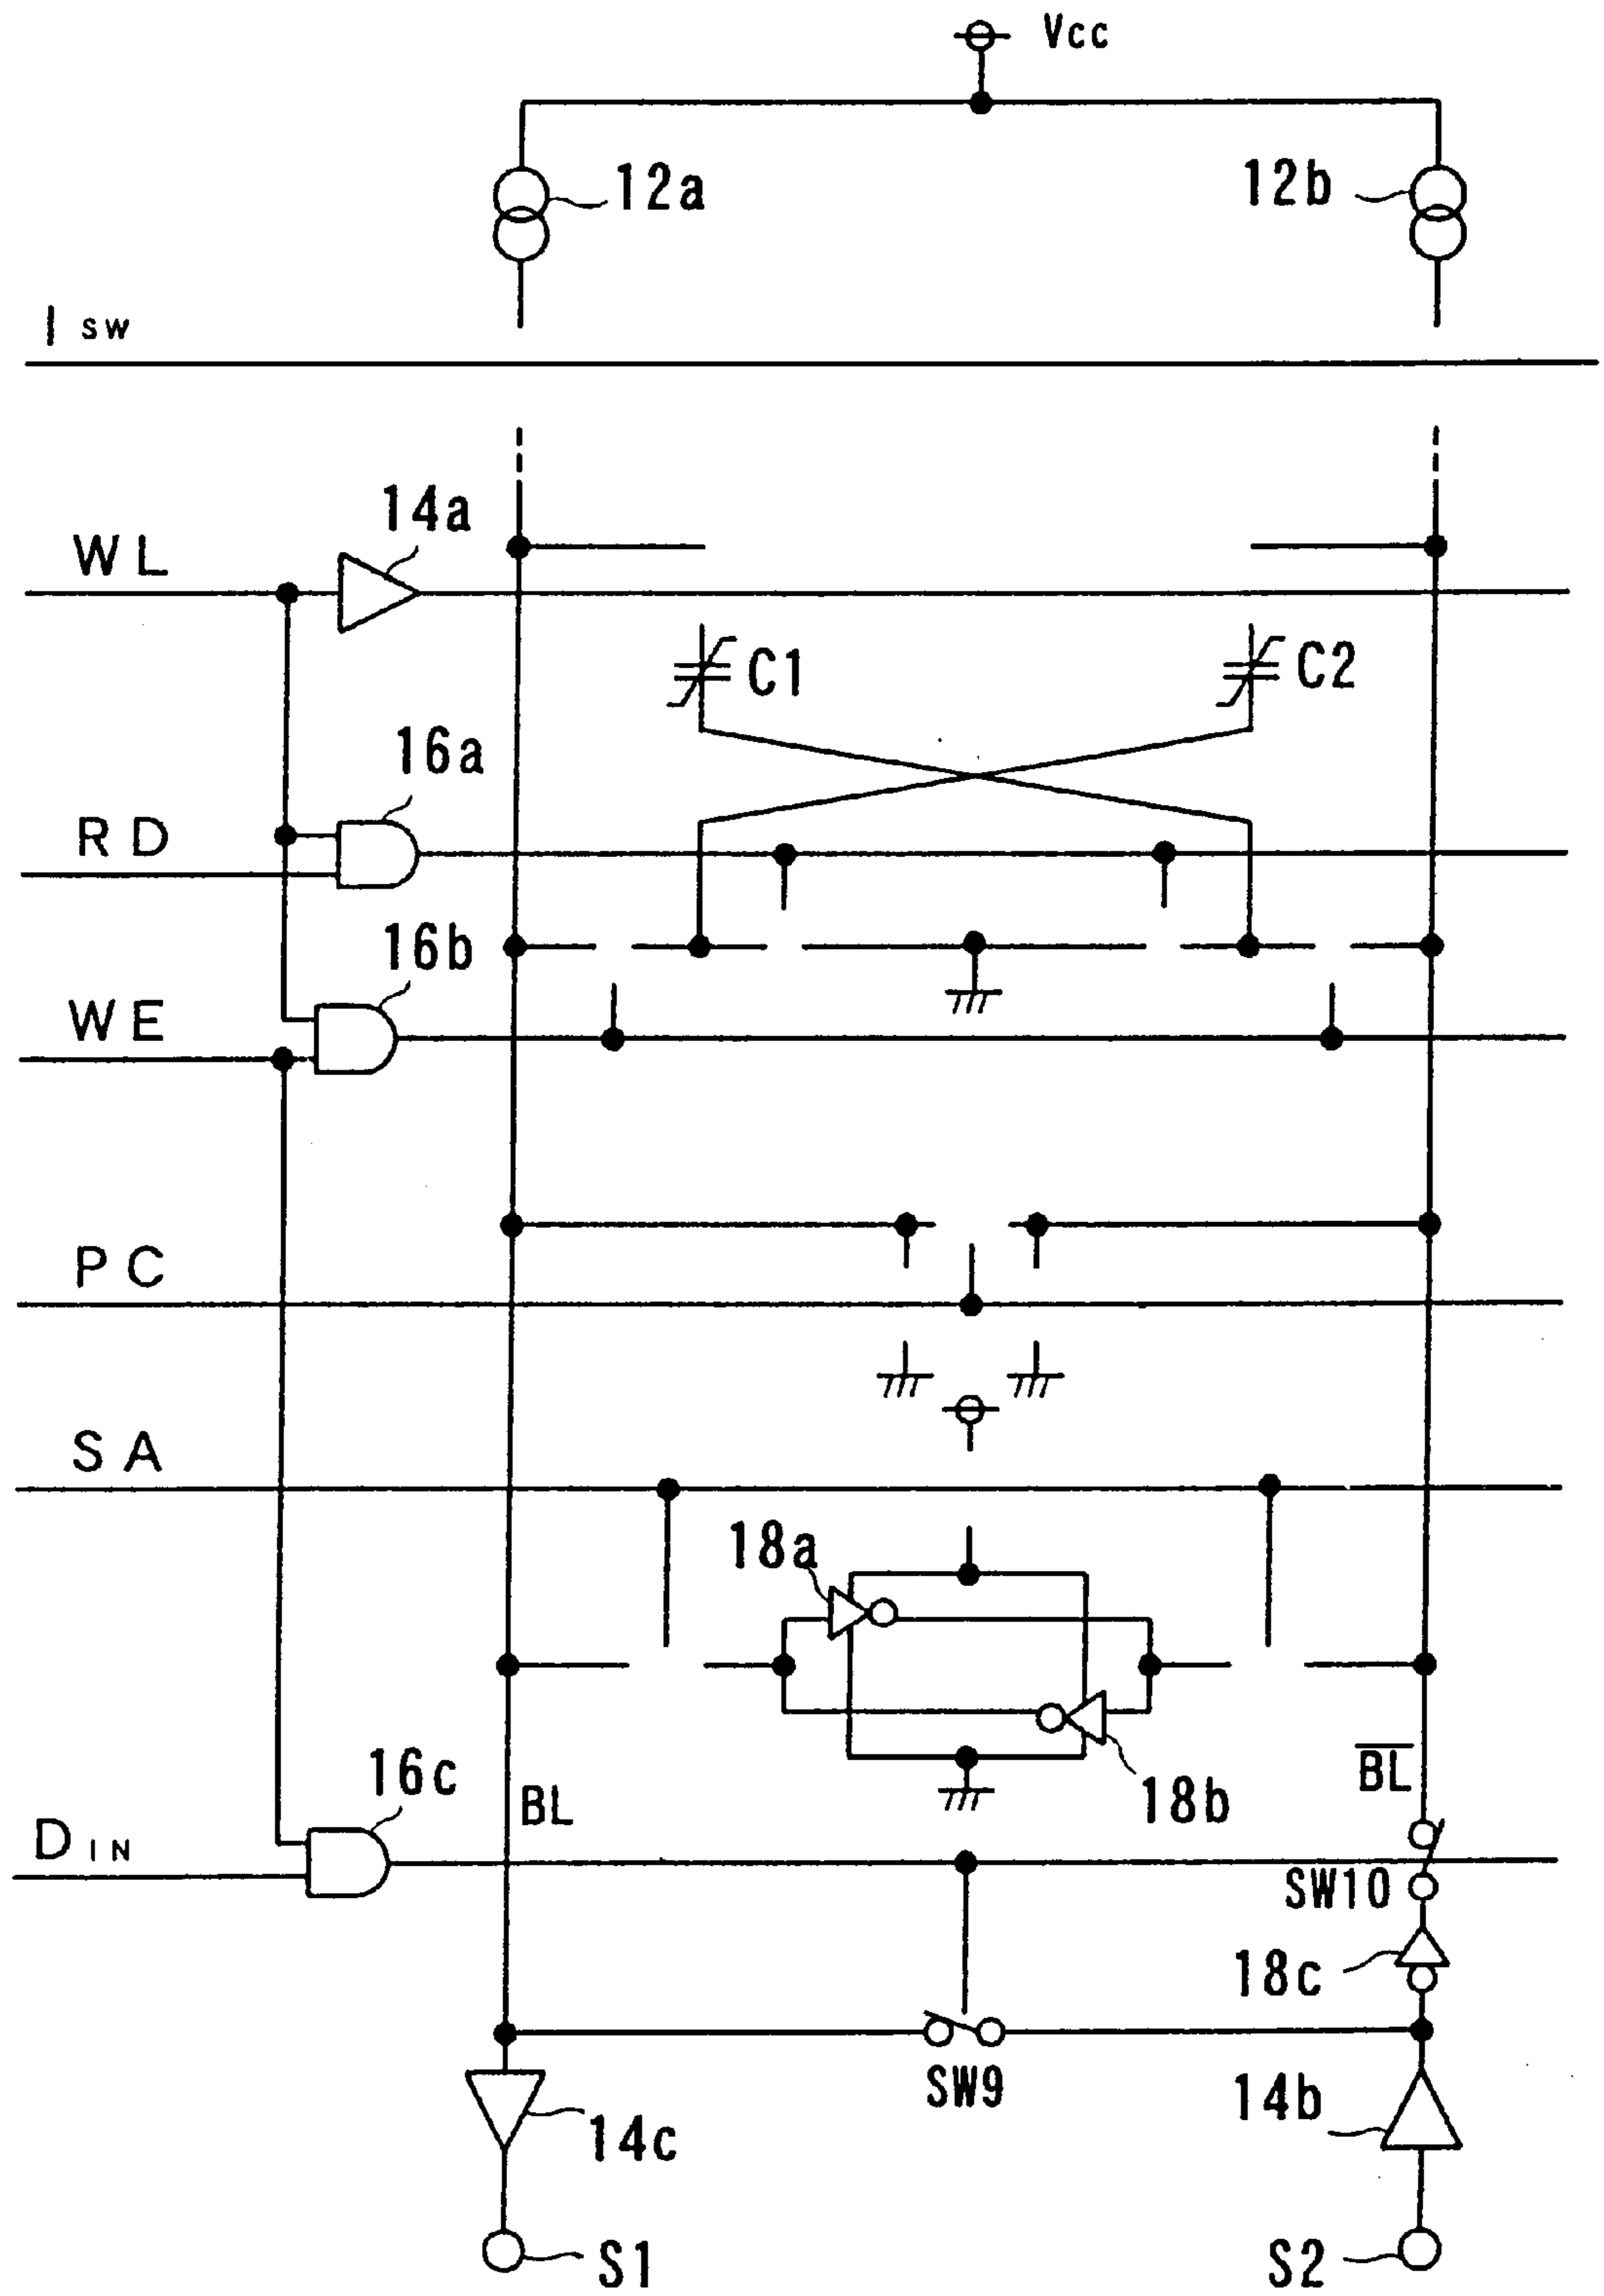 Vcc
12a
12b
I SW
14a
WL
C1
C2
16a
RD
16b
WE
PC
SA
18a
16c
BL
18b
B̅L̅
DIN
SW10
18c
SW9
14b
14c
S1
S2